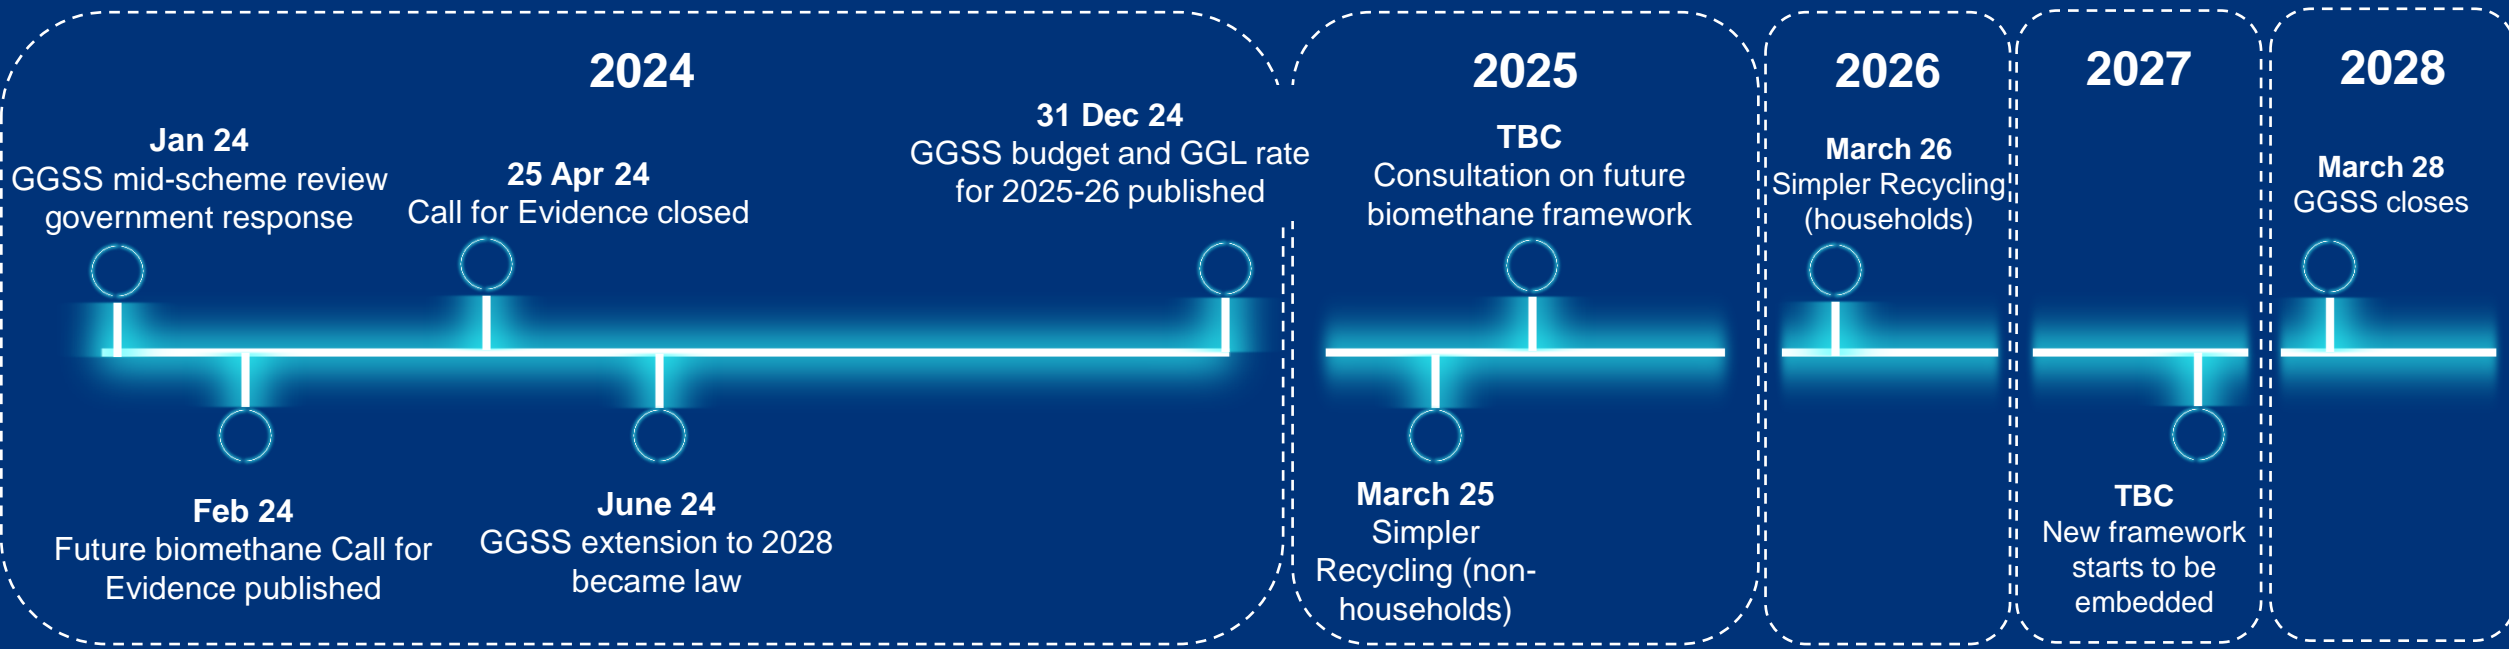 2024
Jan 24
GGSS mid-scheme review
government response
Feb 24
Future biomethane Call for
Evidence published
25 Apr 24
Call for Evidence closed
June 24
GGSS extension to 2028
became law
31 Dec 24
GGSS budget and GGL rate
for 2025-26 published
2025
March 25
Simpler
Recycling (non-
households)
TBC
Consultation on future
biomethane framework
2026
March 26
Simpler Recycling
(households)
2027
TBC
New framework
starts to be
embedded
2028
March 28
GGSS closes